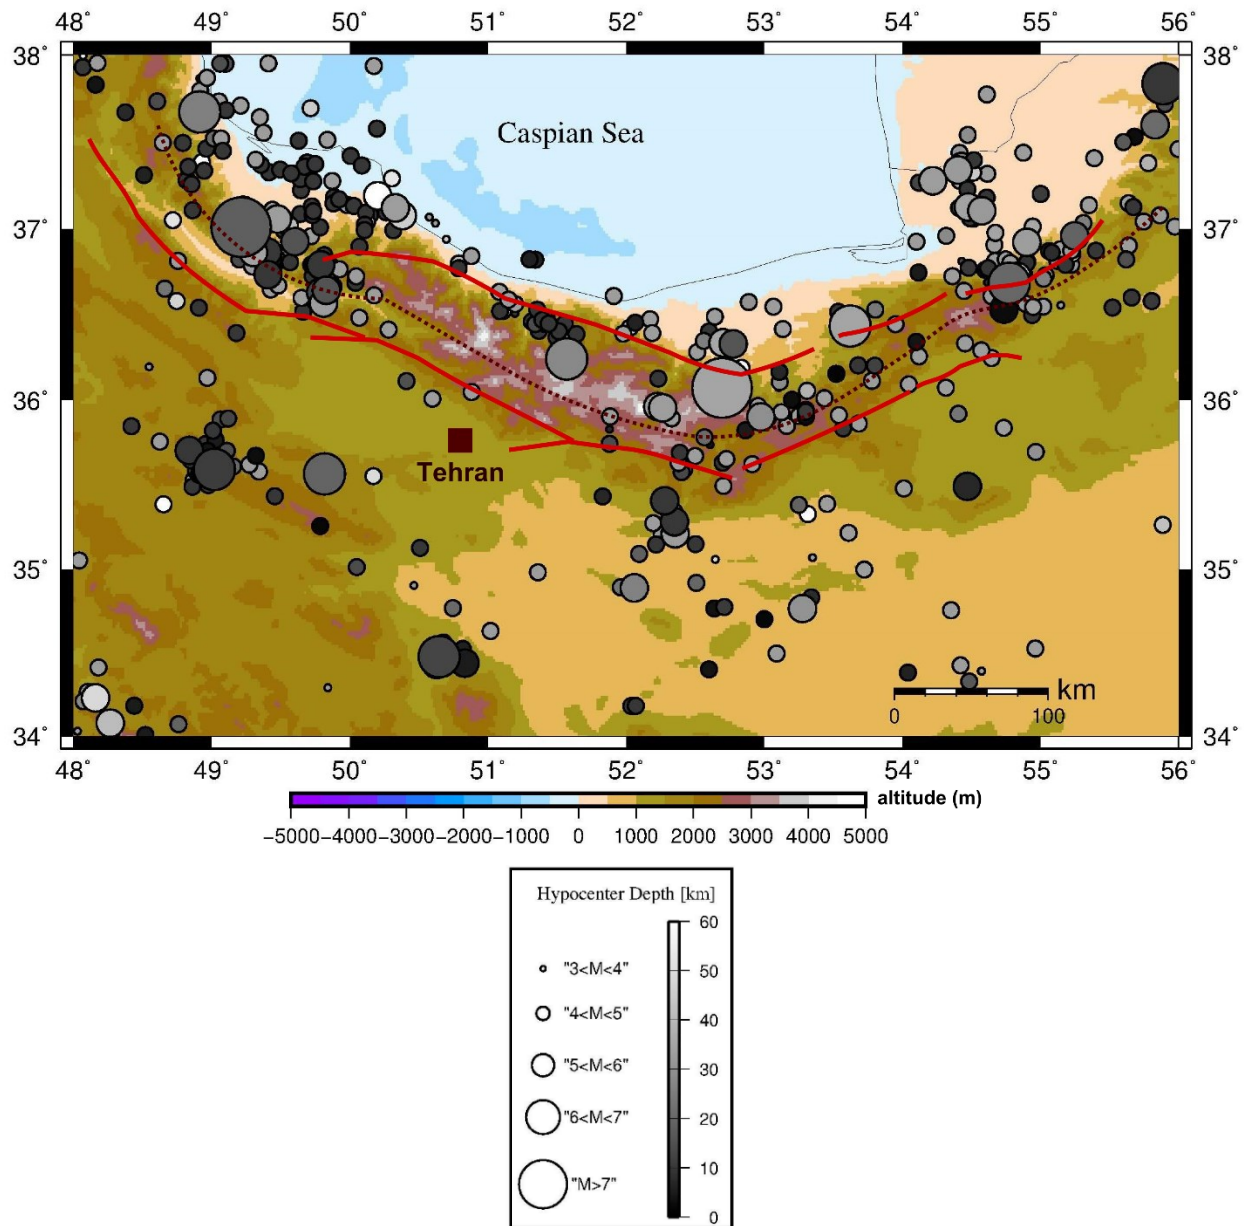 48° 49° 50° 51° 52° 53° 54° 55° 56°
38° 38°
Caspian Sea
37° 37°
36° 36°
Tehran
35° 35°
km
0 100
34° 34°
48° 49° 50° 51° 52° 53° 54° 55° 56°
altitude (m)
-5000-4000-3000-2000-1000 0 1000 2000 3000 4000 5000
Hypocenter Depth [km]
60
"3<M<4" 50
"4<M<5" 40
"5<M<6" 30
"6<M<7" 20
"M>7" 10
0